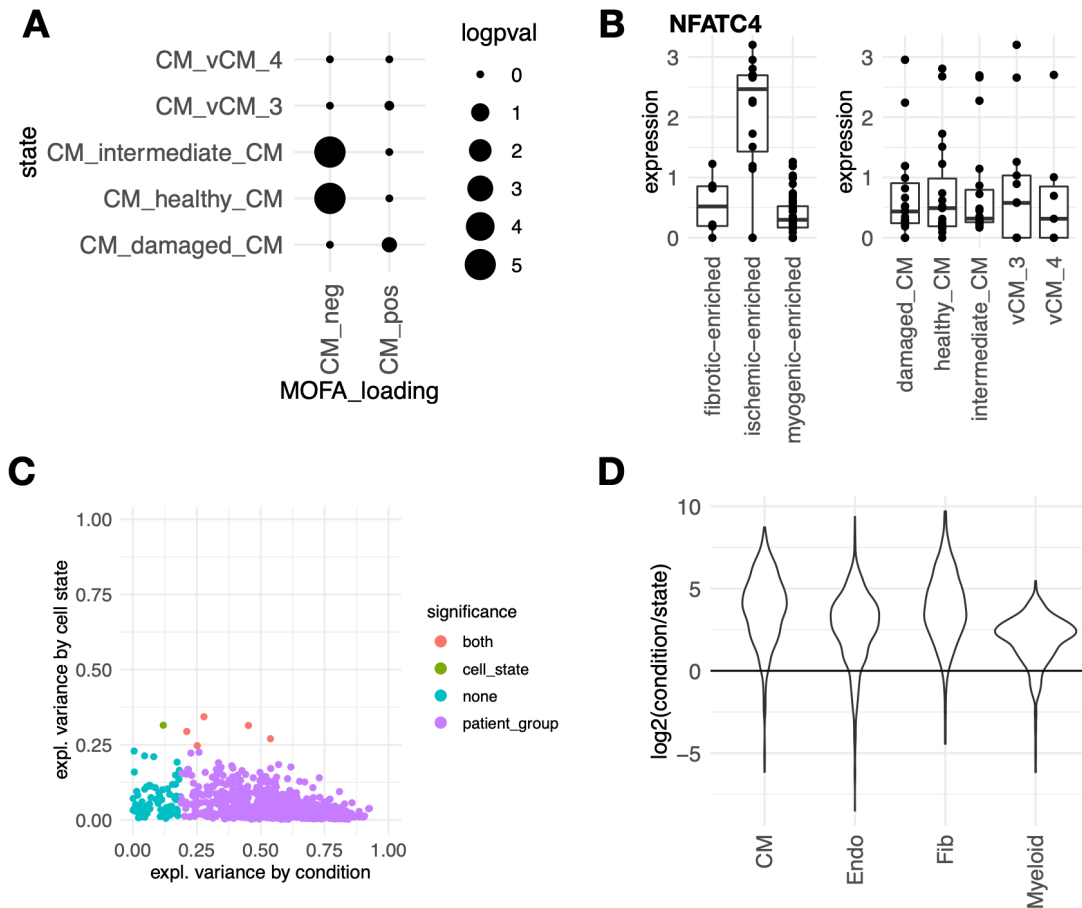 A
CM_vCM_4
CM_vCM_3
CM_intermediate_CM
CM_healthy_CM
CM_damaged_CM
state
CM_neg
CM_pos
MOFA_loading
logpval
0
1
2
3
4
5
B
NFATC4
expression
3
2
1
0
fibrotic−enriched
ischemic−enriched
myogenic−enriched
expression
3
2
1
0
damaged_CM
healthy_CM
intermediate_CM
vCM_3
vCM_4
C
expl. variance by cell state
1.00
0.75
0.50
0.25
0.00
0.00 0.25 0.50 0.75 1.00
expl. variance by condition
significance
both
cell_state
none
patient_group
D
log2(condition/state)
10
5
0
−5
CM
Endo
Fib
Myeloid